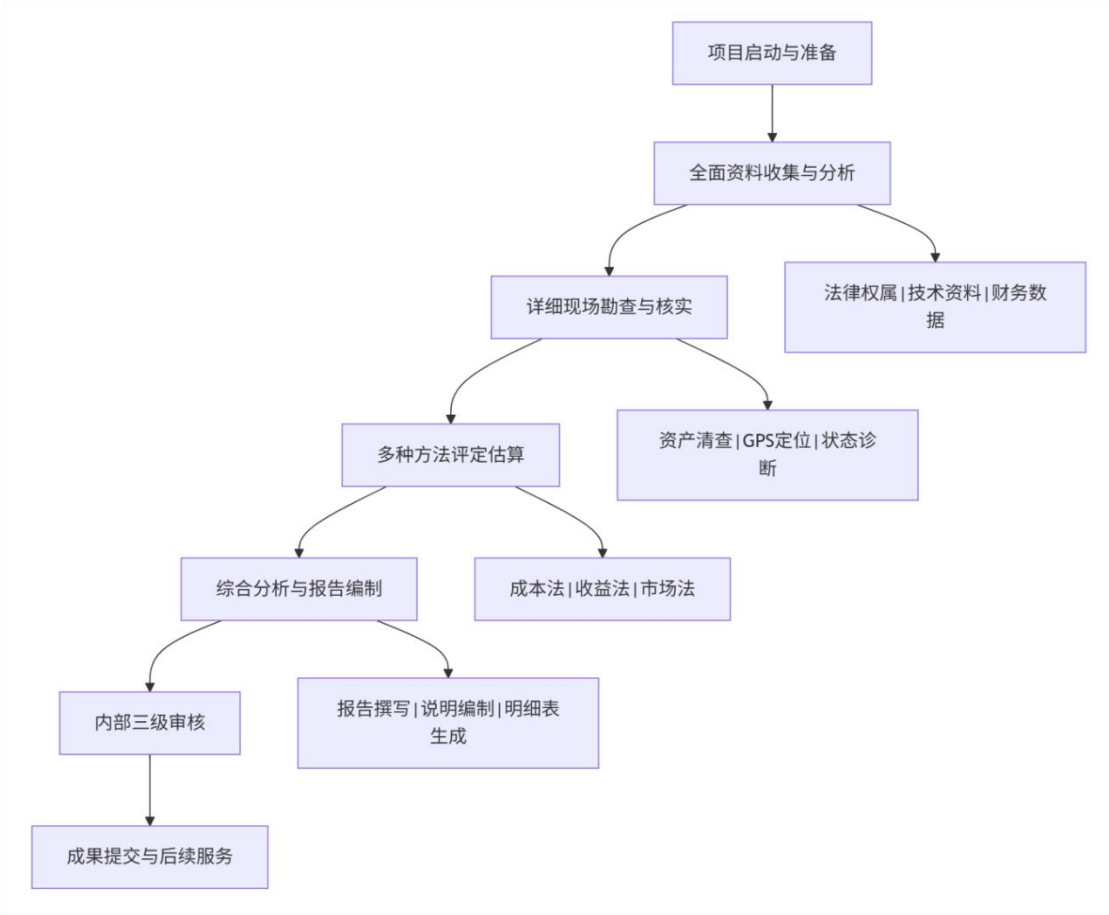 项目启动与准备
全面资料收集与分析
详细现场勘查与核实
法律权属|技术资料|财务数
据
多种方法评定估算
资产清查|GPS定位|状态诊
断
综合分析与报告编制
成本法|收益法|市场法
内部三级审核
报告撰写|说明编制|明细表
生成
成果提交与后续服务